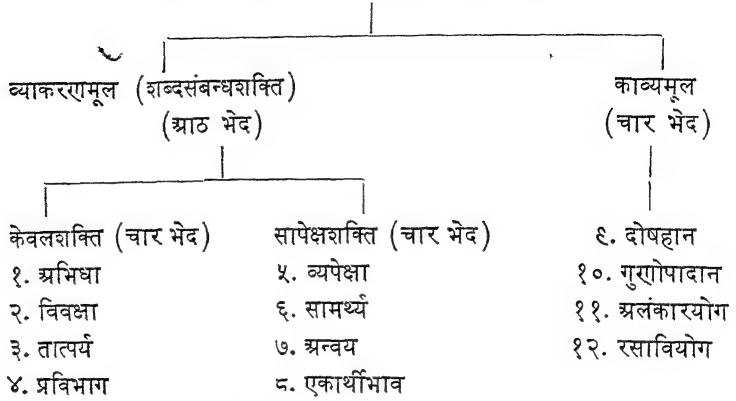 व्याकरणमूल (शब्दसंबन्धशक्ति)
(आठ भेद)
काव्यमूल
(चार भेद)
केवलशक्ति (चार भेद)
१. अभिधा
२. विवक्षा
३. तात्पर्य
४. प्रविभाग
सापेक्षशक्ति (चार भेद)
५. व्यपेक्षा
६. सामर्थ्य
७. अन्वय
८. एकार्थीभाव
९. दोषहान
१०. गुणोपादान
११. अलंकारयोग
१२. रसावियोग